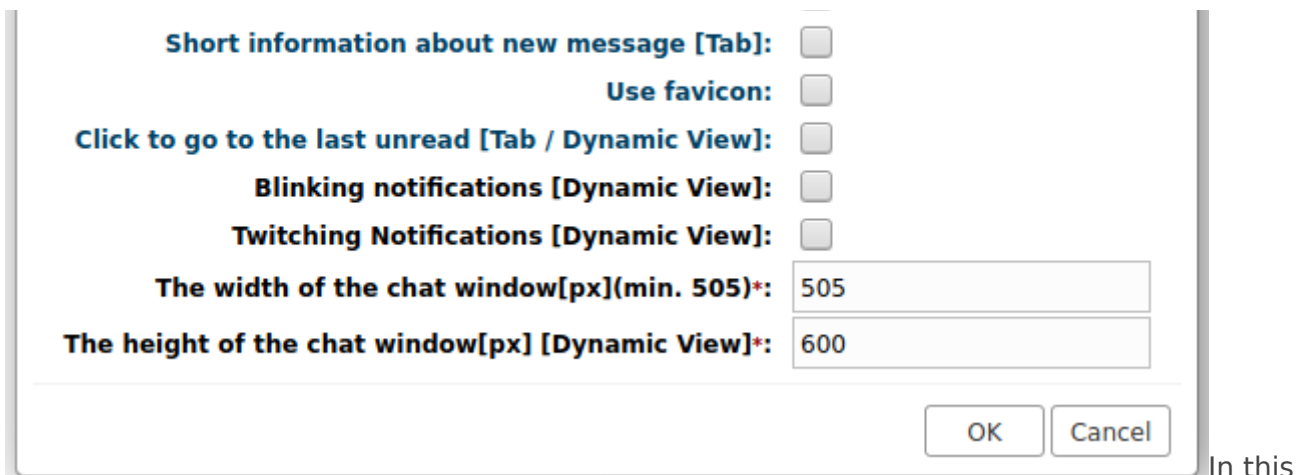 Short information about new message [Tab]:
Use favicon:
Click to go to the last unread [Tab / Dynamic View]:
Blinking notifications [Dynamic View]:
Twitching Notifications [Dynamic View]:
The width of the chat window[px](min. 505)*: 505
The height of the chat window[px] [Dynamic View]*: 600
OK Cancel
In this